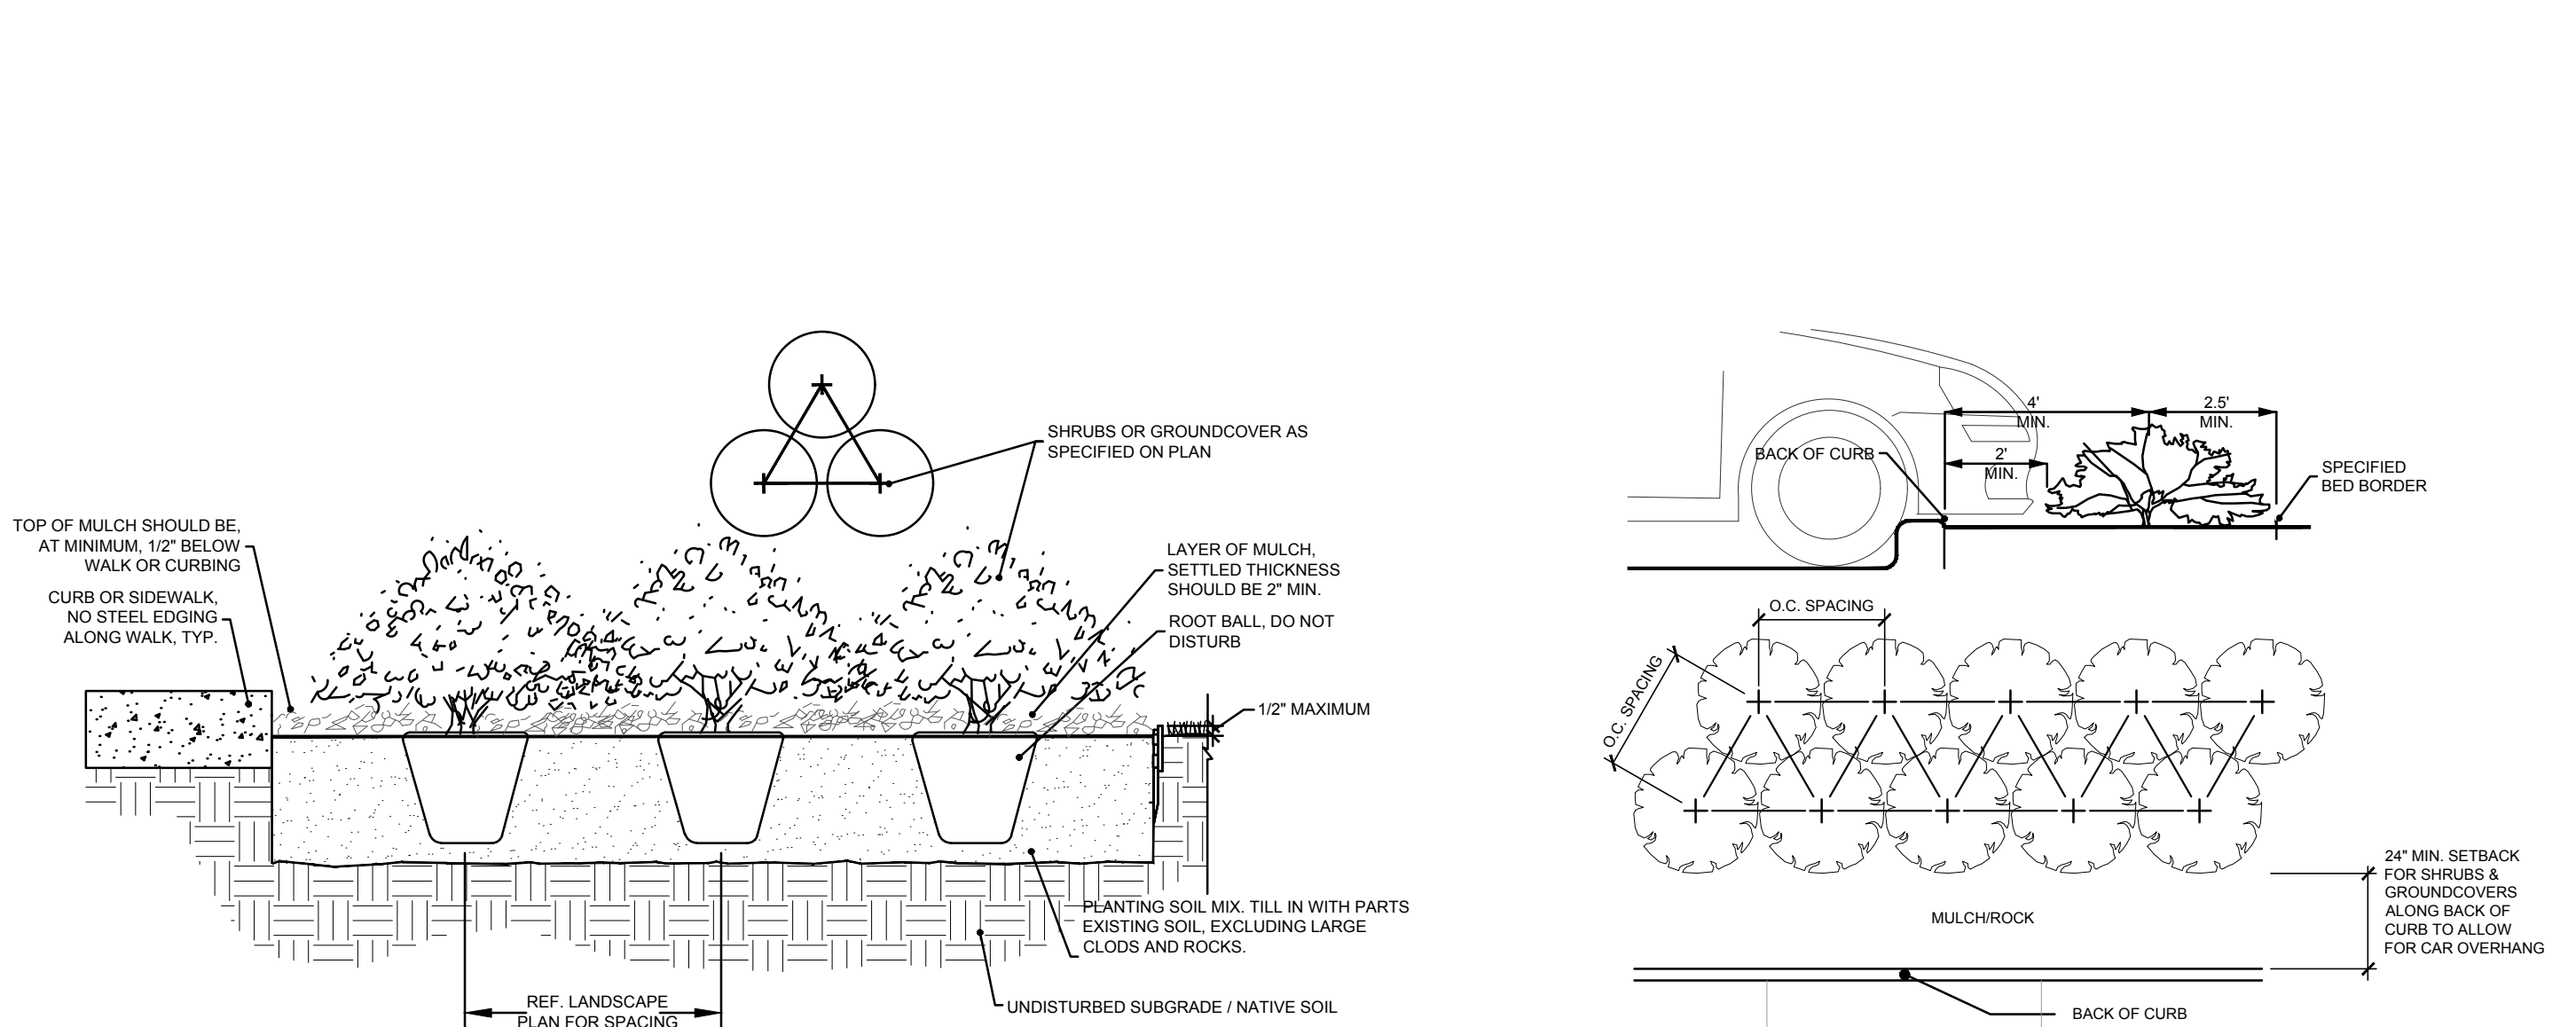 SHRUBS OR GROUNDCOVER AS
SPECIFIED ON PLAN
TOP OF MULCH SHOULD BE,
AT MINIMUM, 1/2" BELOW
WALK OR CURBING
CURB OR SIDEWALK,
NO STEEL EDGING
ALONG WALK, TYP.
LAYER OF MULCH,
SETTLED THICKNESS
SHOULD BE 2" MIN.
ROOT BALL, DO NOT
DISTURB
1/2" MAXIMUM
PLANTING SOIL MIX. TILL IN WITH PARTS
EXISTING SOIL, EXCLUDING LARGE
CLODS AND ROCKS.
UNDISTURBED SUBGRADE / NATIVE SOIL
REF. LANDSCAPE
PLAN FOR SPACING
4'
MIN.
2.5'
MIN.
BACK OF CURB
2'
MIN.
SPECIFIED
BED BORDER
O.C. SPACING
O.C. SPACING
24" MIN. SETBACK
FOR SHRUBS &
GROUNDCOVERS
ALONG BACK OF
CURB TO ALLOW
FOR CAR OVERHANG
MULCH/ROCK
BACK OF CURB